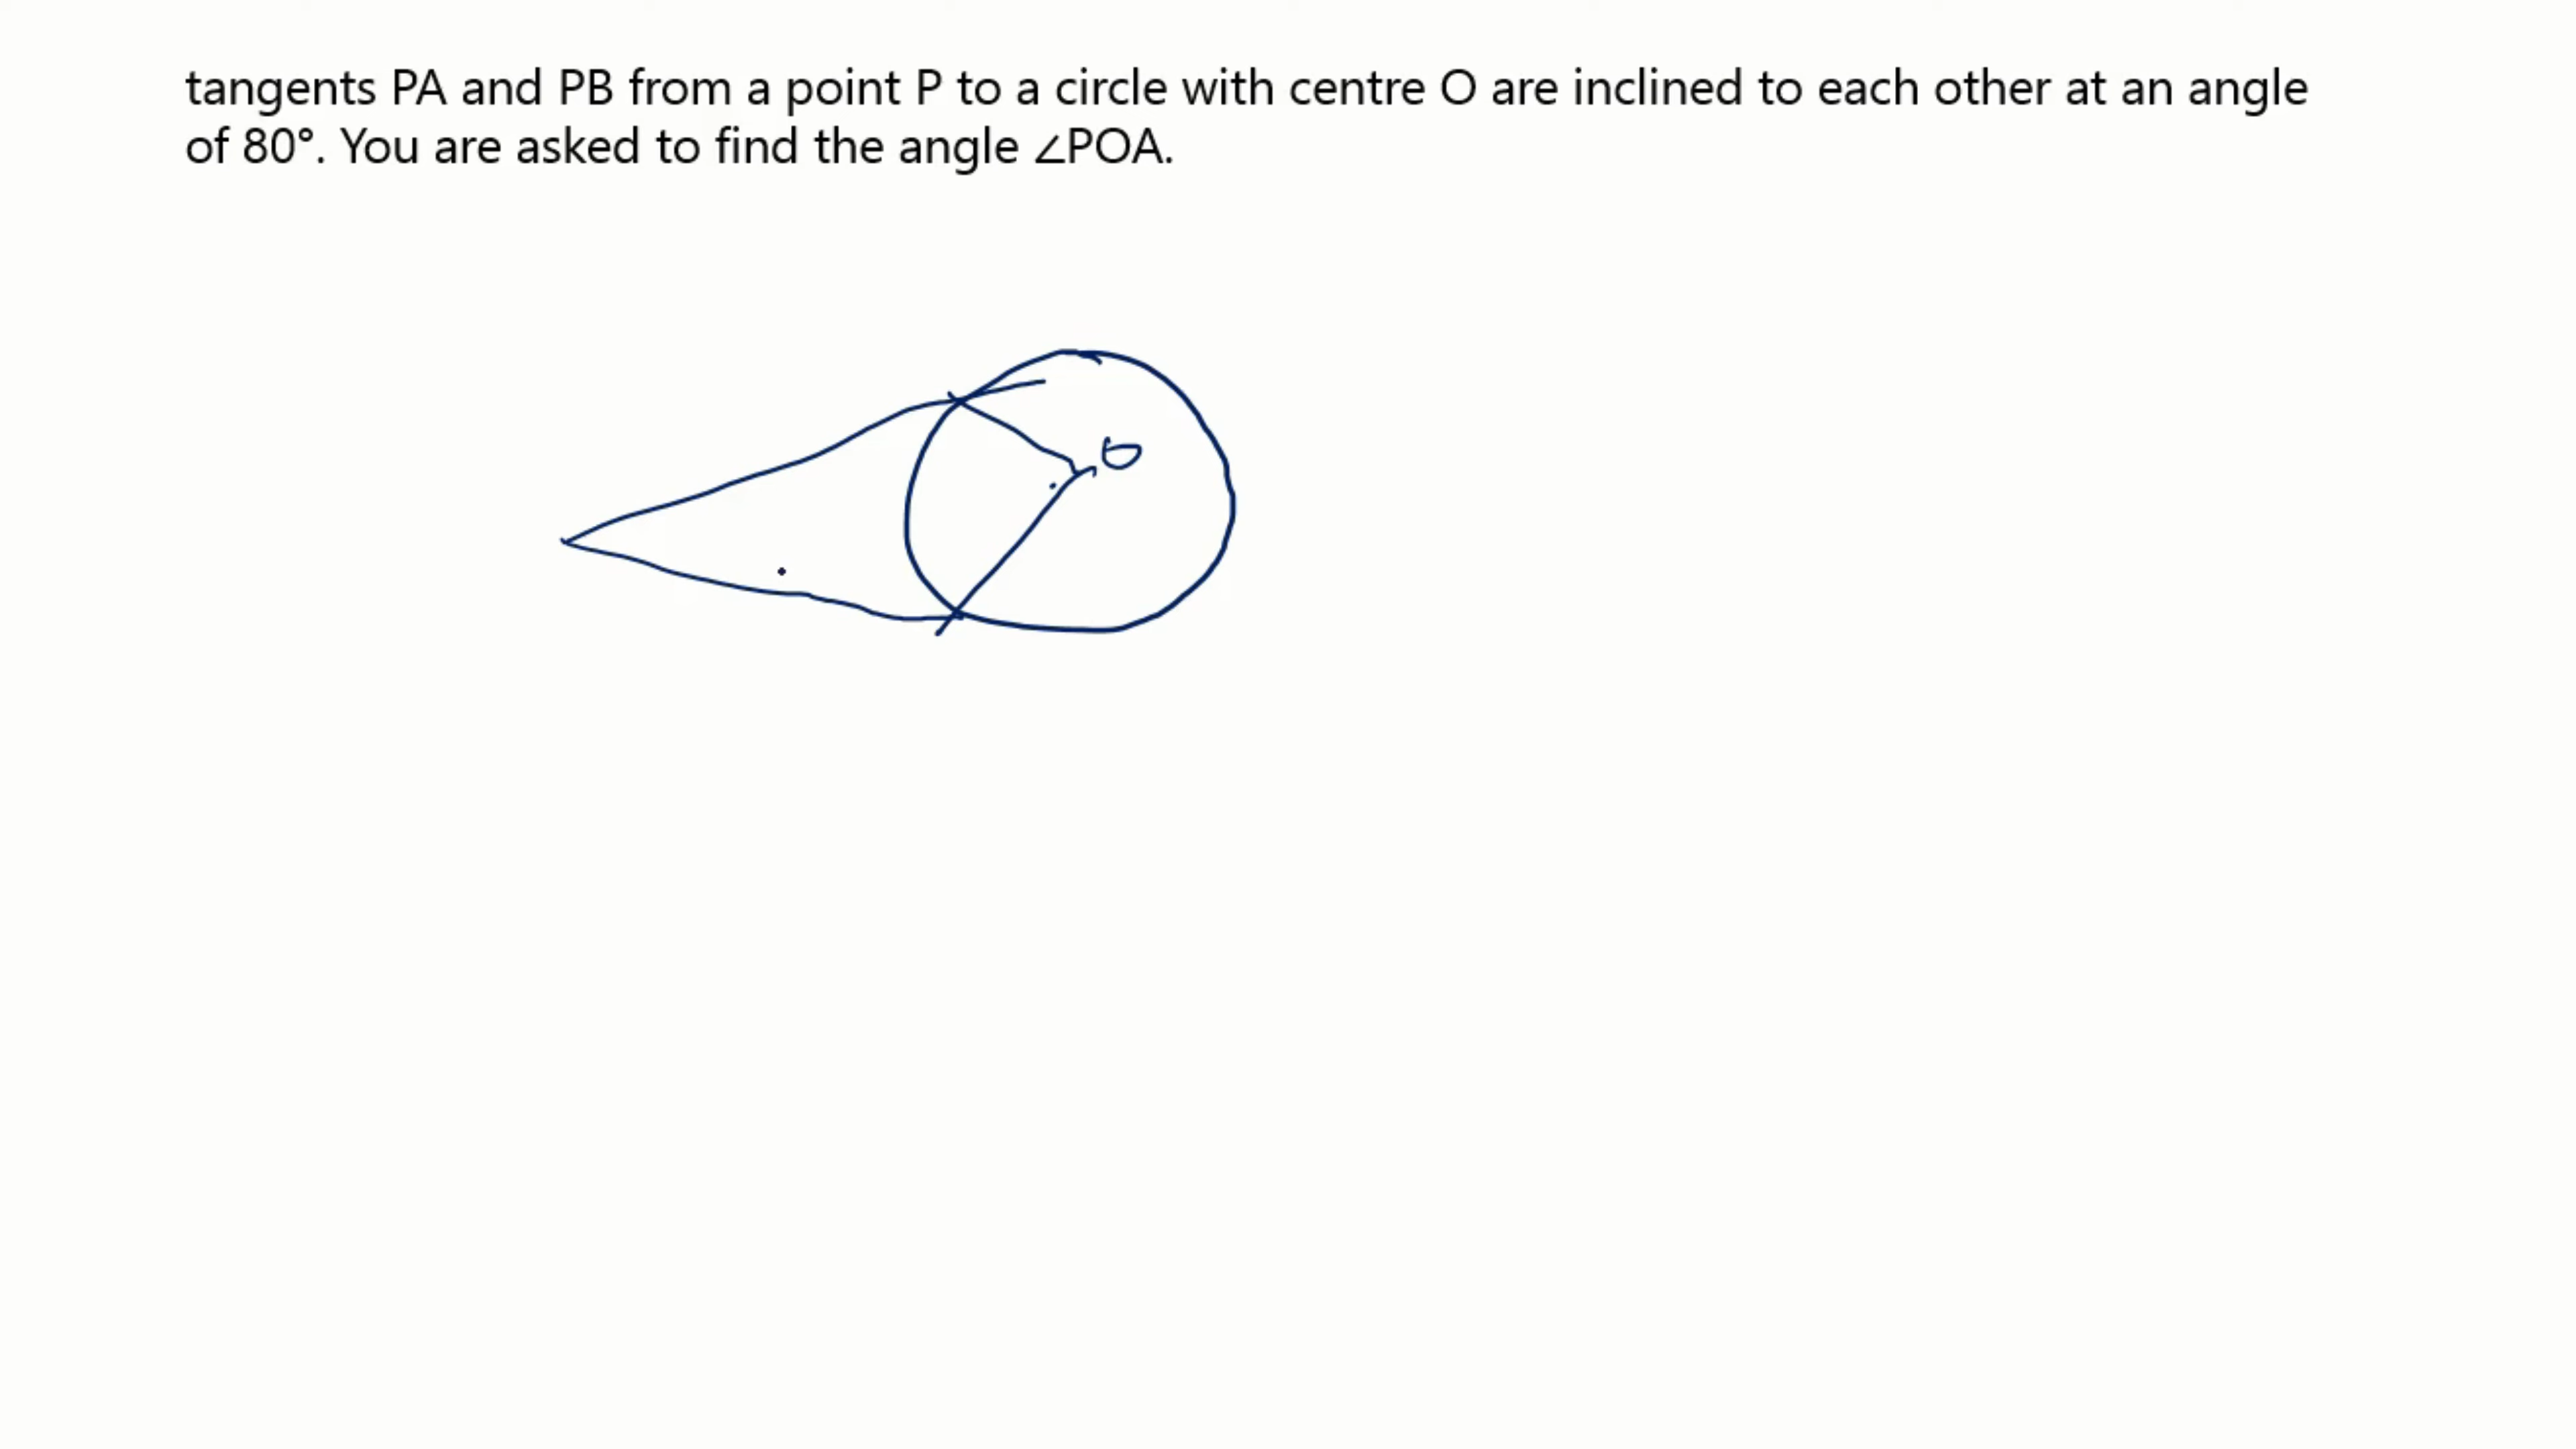 tangents PA and PB from a point P to a circle with centre O are inclined to each other at an angle
of 80°. You are asked to find the angle ∠POA.
O